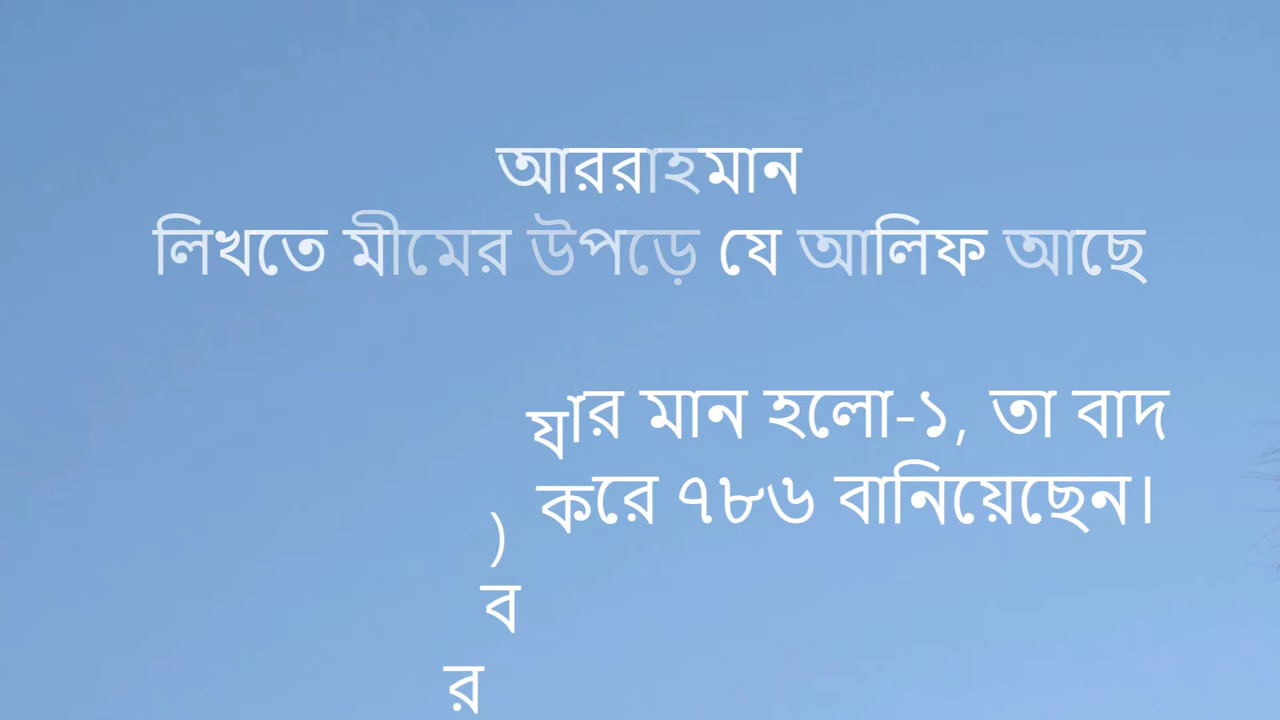 আররাহমান
লিখতে মীমের উপড়ে যে আলিফ আছে
যার মান হলো-১, তা বাদ
করে ৭৮৬ বানিয়েছেন।
)
ব
র